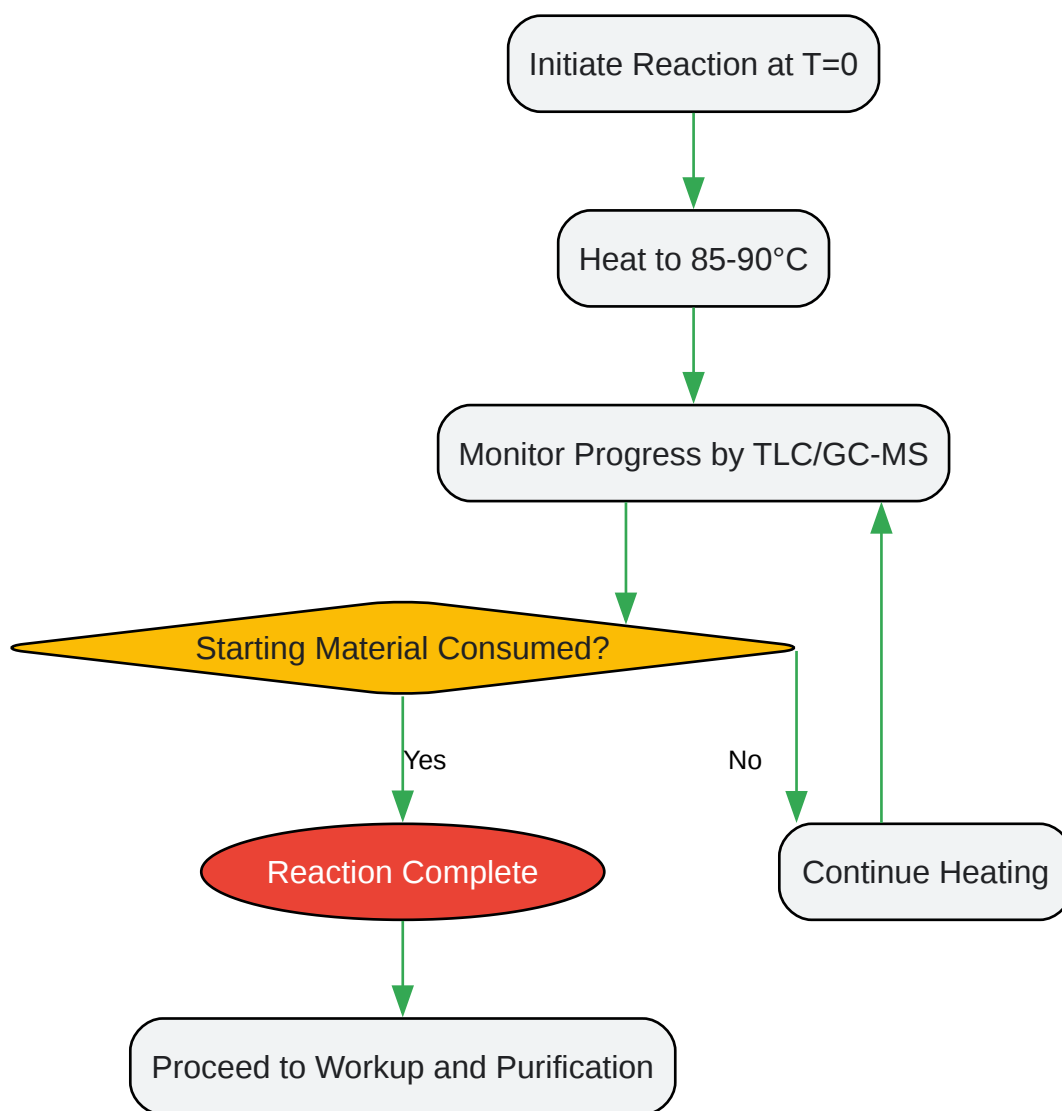 Initiate Reaction at T=0
Heat to 85-90°C
Monitor Progress by TLC/GC-MS
Starting Material Consumed?
Yes
No
Reaction Complete
Continue Heating
Proceed to Workup and Purification